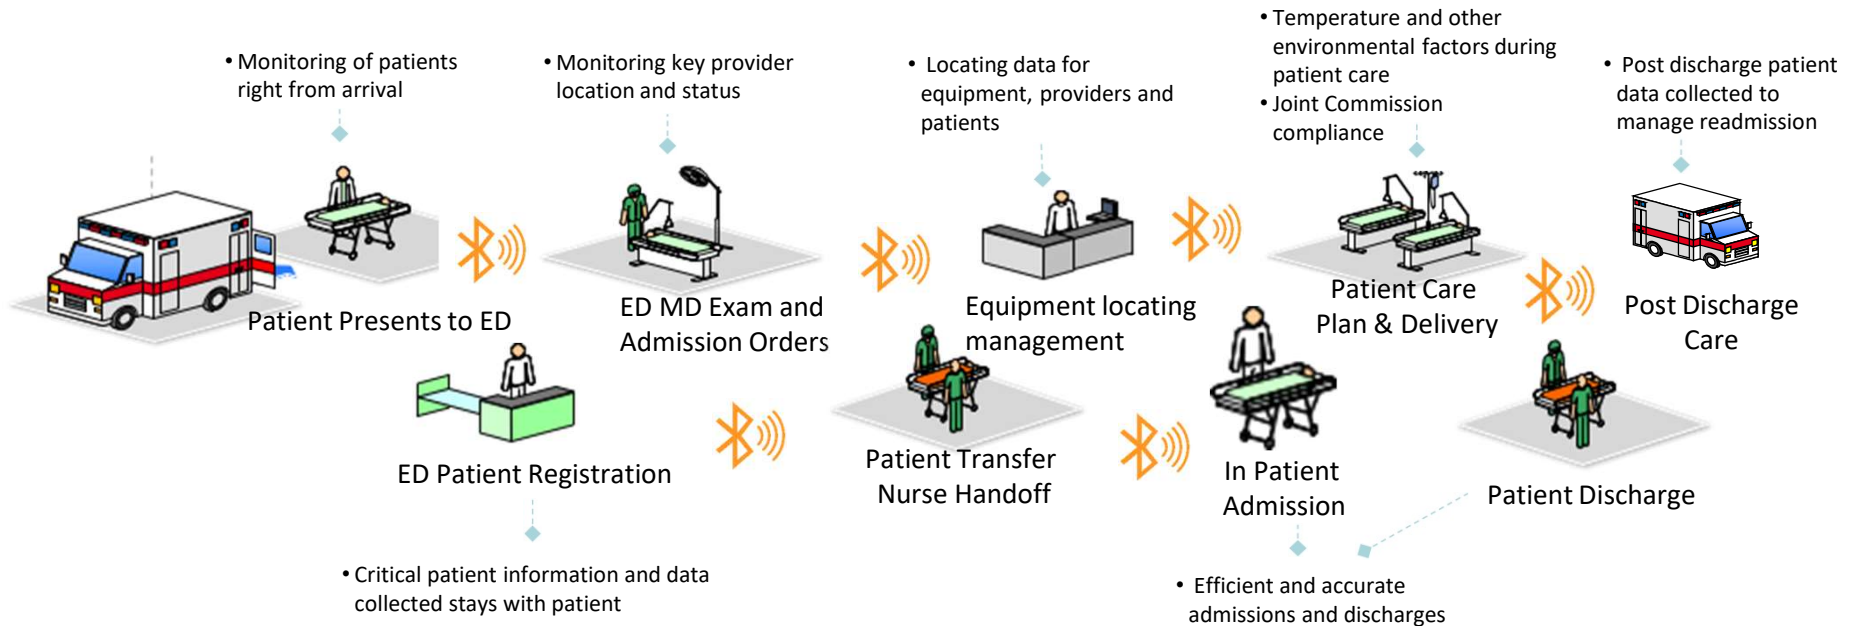 • Monitoring of patients
right from arrival
• Monitoring key provider
location and status
• Locating data for
equipment, providers and
patients
• Temperature and other
environmental factors during
patient care
• Joint Commission
compliance
• Post discharge patient
data collected to
manage readmission
Patient Presents to ED
ED MD Exam and
Admission Orders
Equipment locating
management
Patient Care
Plan & Delivery
Post Discharge
Care
ED Patient Registration
Patient Transfer
Nurse Handoff
In Patient
Admission
Patient Discharge
• Critical patient information and data
collected stays with patient
• Efficient and accurate
admissions and discharges